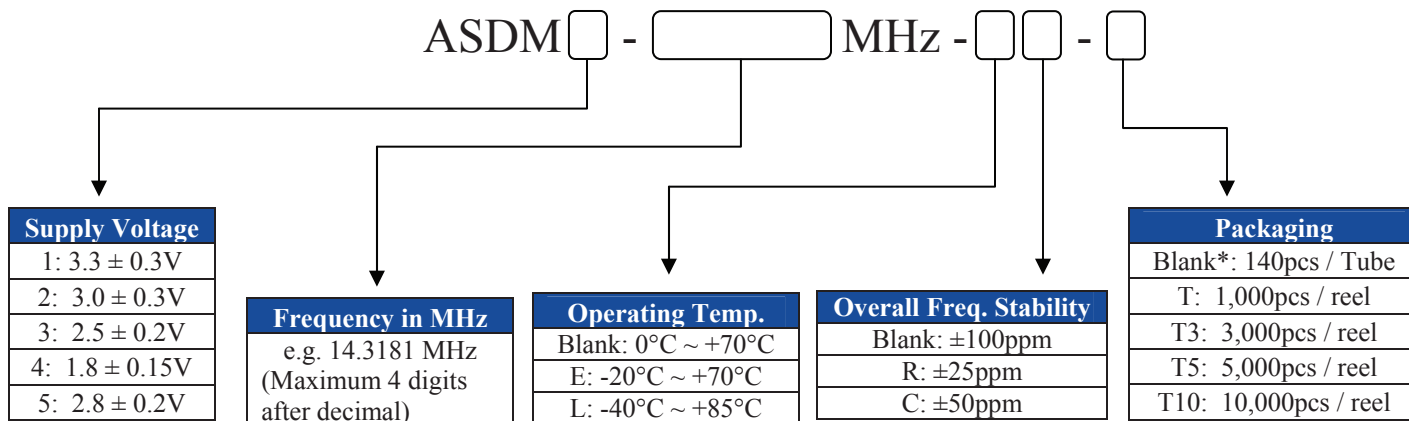 ASDM - MHz - -
Supply Voltage
1: 3.3 ± 0.3V
2: 3.0 ± 0.3V
3: 2.5 ± 0.2V
4: 1.8 ± 0.15V
5: 2.8 ± 0.2V
Frequency in MHz
e.g. 14.3181 MHz
(Maximum 4 digits
after decimal)
Operating Temp.
Blank: 0°C ~ +70°C
E: -20°C ~ +70°C
L: -40°C ~ +85°C
Overall Freq. Stability
Blank: ±100ppm
R: ±25ppm
C: ±50ppm
Packaging
Blank*: 140pcs / Tube
T: 1,000pcs / reel
T3: 3,000pcs / reel
T5: 5,000pcs / reel
T10: 10,000pcs / reel